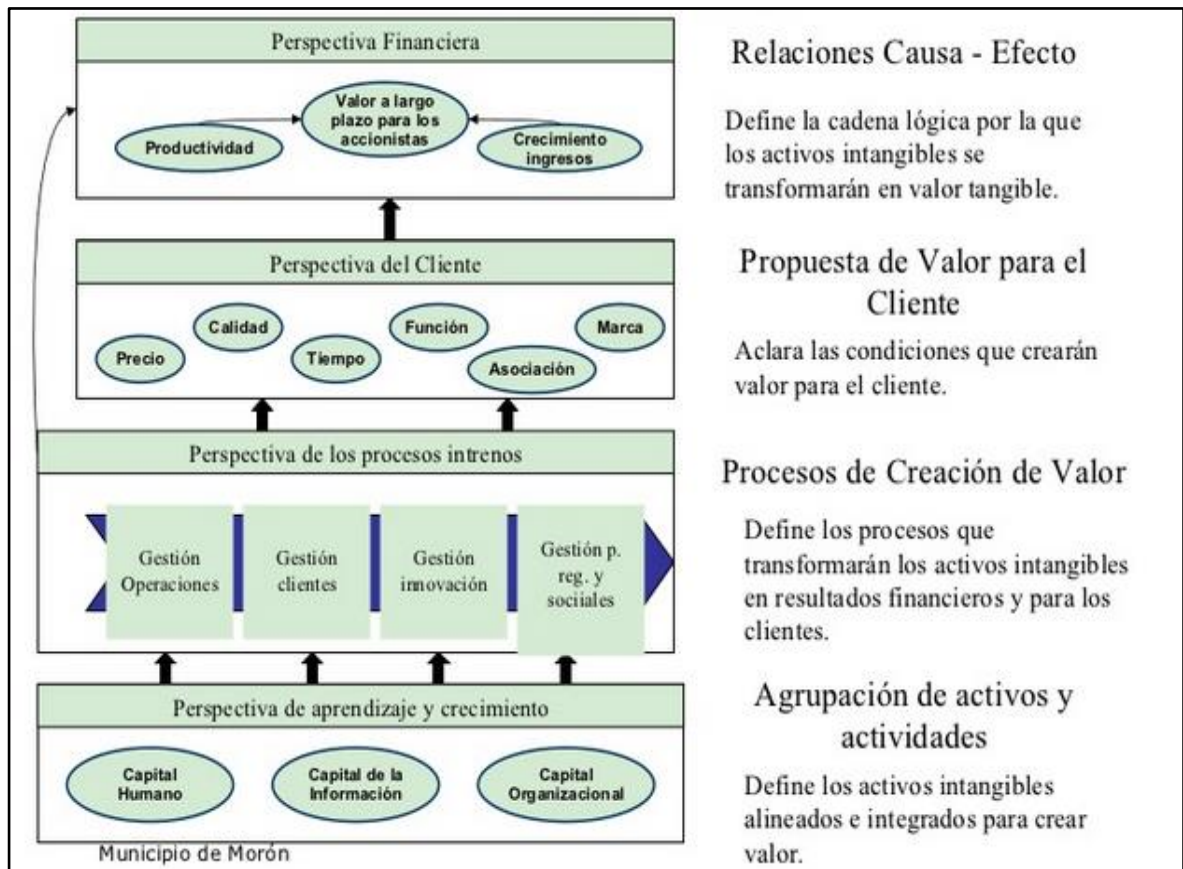 Perspectiva Financiera
Valor a largo
plazo para los
accionistas
Productividad
Crecimiento
ingresos
Relaciones Causa - Efecto
Define la cadena lógica por la que
los activos intangibles se
transformarán en valor tangible.
Perspectiva del Cliente
Precio
Calidad
Tiempo
Función
Asociación
Marca
Propuesta de Valor para el
Cliente
Aclara las condiciones que crearán
valor para el cliente.
Perspectiva de los procesos intrenos
Gestión
Operaciones
Gestión
clientes
Gestión
innovación
Gestión p.
reg. y
sociiales
Procesos de Creación de Valor
Define los procesos que
transformarán los activos intangibles
en resultados financieros y para los
clientes.
Perspectiva de aprendizaje y crecimiento
Capital
Humano
Capital de la
Información
Capital
Organizacional
Municipio de Morón
Agrupación de activos y
actividades
Define los activos intangibles
alineados e integrados para crear
valor.